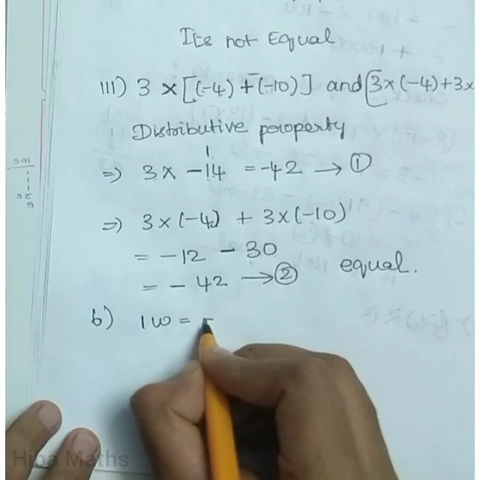 Its not Equal
III) 3 × [(-4) + (-10)] and [3 × (-4) + 3 ×
Distributive property
⇒ 3 × -14 = -42 → ①
⇒ 3 × (-4) + 3 × (-10)
= -12 - 30
= - 42 → ② equal.
b) 1 w = -
Hiba Maths